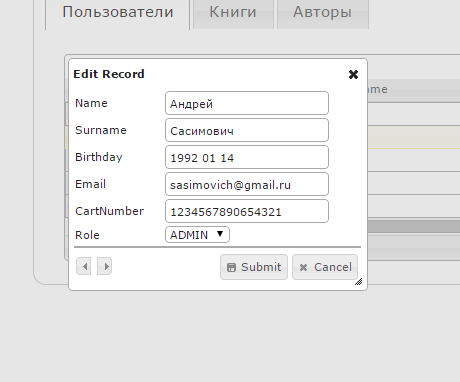 Пользователи Книги Авторы
Edit Record
ame
Name Андрей
Surname Сасимович
Birthday 1992 01 14
Email sasimovich@gmail.ru
CartNumber 1234567890654321
Role ADMIN
Submit Cancel